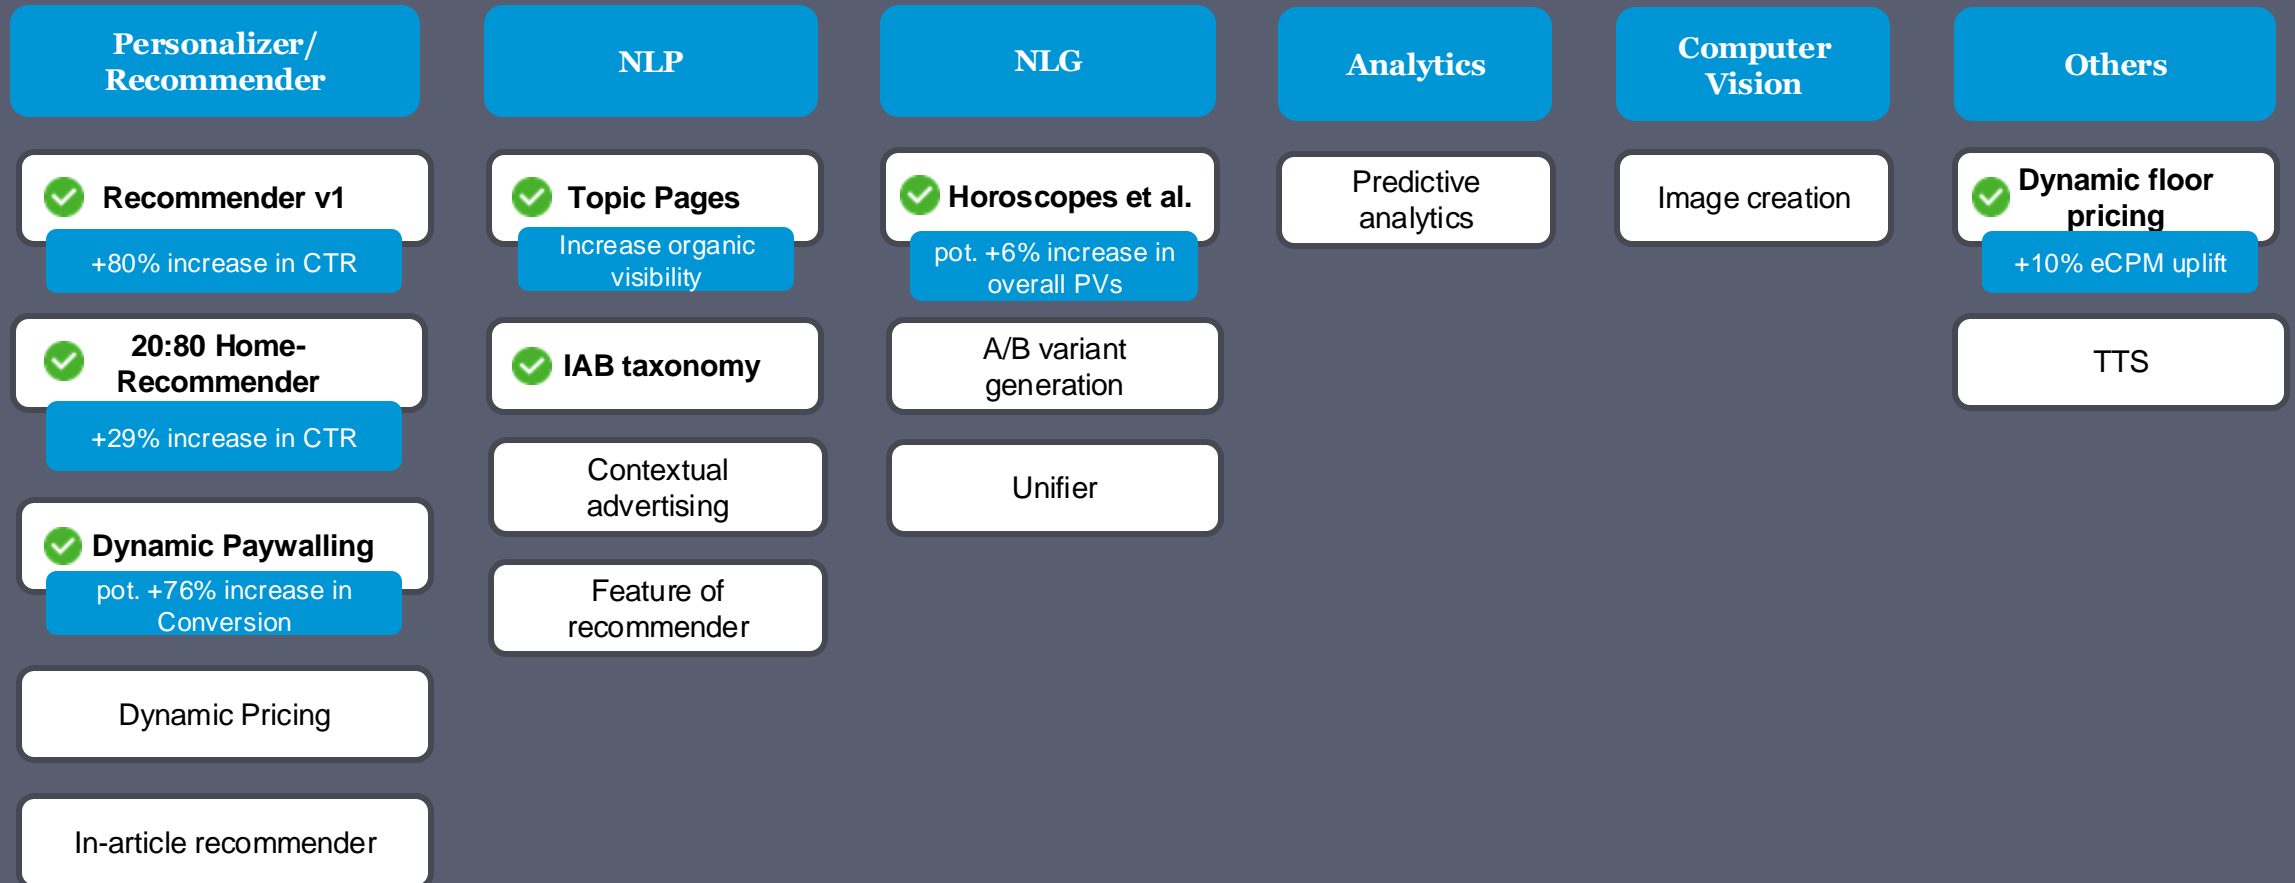 Personalizer/
Recommender
NLP
NLG
Analytics
Computer
Vision
Others
Recommender v1
+80% increase in CTR
20:80 Home-
Recommender
+29% increase in CTR
Dynamic Paywalling
pot. +76% increase in
Conversion
Dynamic Pricing
In-article recommender
Topic Pages
Increase organic
visibility
IAB taxonomy
Contextual
advertising
Feature of
recommender
Horoscopes et al.
pot. +6% increase in
overall PVs
A/B variant
generation
Unifier
Predictive
analytics
Image creation
Dynamic floor
pricing
+10% eCPM uplift
TTS